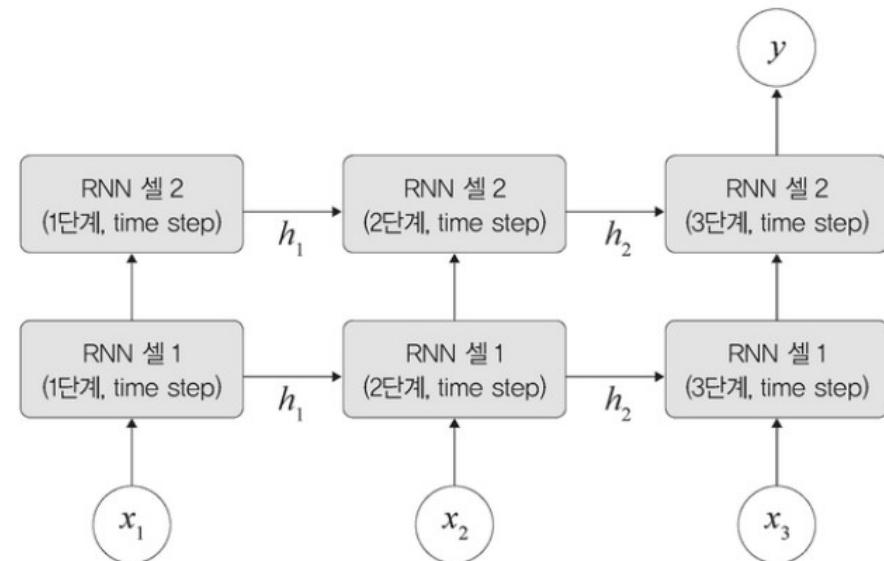 y
RNN 셀 2
(1단계, time step)
h₁
RNN 셀 2
(2단계, time step)
h₂
RNN 셀 2
(3단계, time step)
RNN 셀 1
(1단계, time step)
h₁
RNN 셀 1
(2단계, time step)
h₂
RNN 셀 1
(3단계, time step)
x₁
x₂
x₃